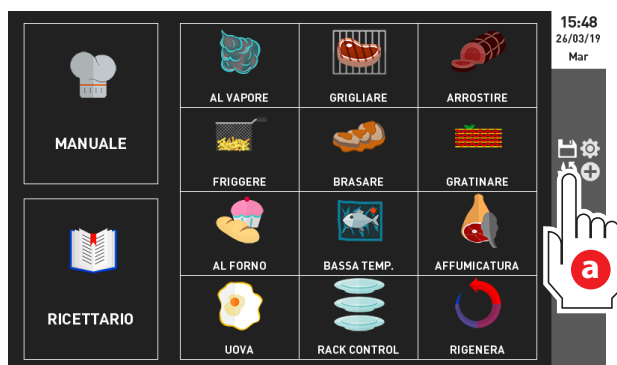 15:48
26/03/19
Mar
MANUALE
RICETTARIO
AL VAPORE
GRIGLIARE
ARROSTIRE
FRIGGERE
BRASARE
GRATINARE
AL FORNO
BASSA TEMP.
AFFUMICATURA
UOVA
RACK CONTROL
RIGENERA
a